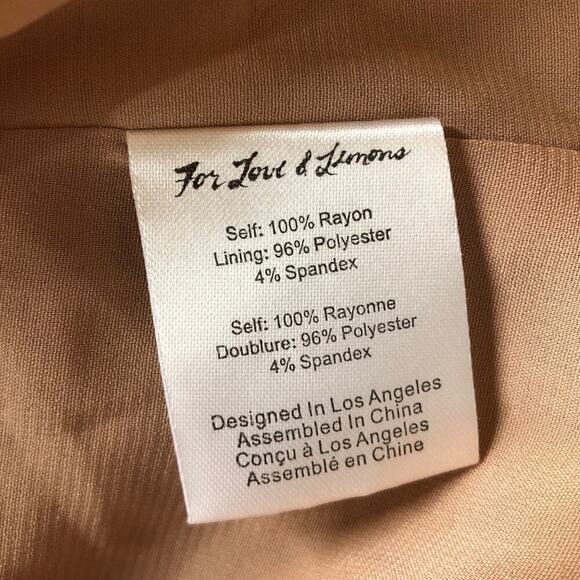 For Love & Lemons
Self: 100% Rayon
Lining: 96% Polyester
4% Spandex
Self: 100% Rayonne
Doublure: 96% Polyester
4% Spandex
Designed In Los Angeles
Assembled In China
Conçu à Los Angeles
Assemblé en Chine